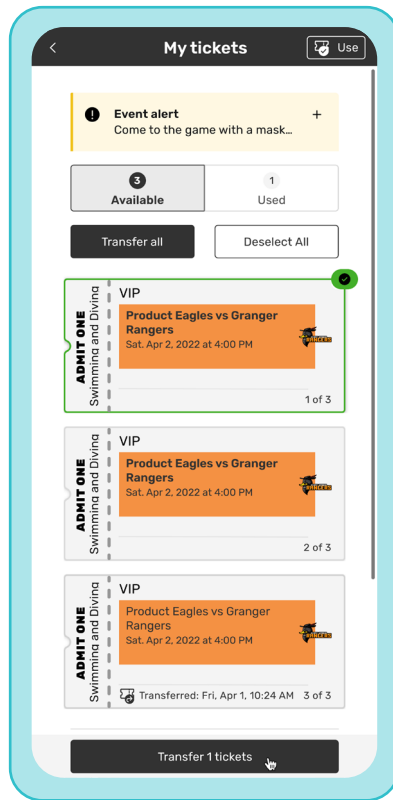 My tickets
Use
Event alert
+
Come to the game with a mask...
3
Available
1
Used
Transfer all
Deselect All
ADMIT ONE
Swimming and Diving
VIP
Product Eagles vs Granger
Rangers
Sat. Apr 2, 2022 at 4:00 PM
RANGERS
1 of 3
ADMIT ONE
Swimming and Diving
VIP
Product Eagles vs Granger
Rangers
Sat. Apr 2, 2022 at 4:00 PM
RANGERS
2 of 3
ADMIT ONE
Swimming and Diving
VIP
Product Eagles vs Granger
Rangers
Sat. Apr 2, 2022 at 4:00 PM
RANGERS
Transferred: Fri, Apr 1, 10:24 AM
3 of 3
Transfer 1 tickets